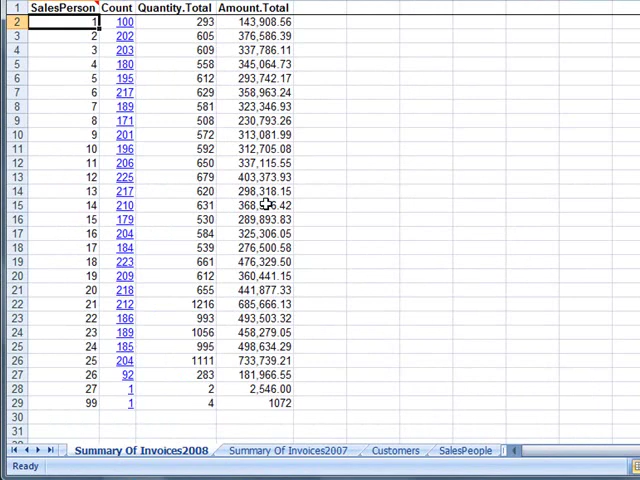 1 SalesPerson Count Quantity.Total Amount.Total
2 1 100 293 143,908.56
3 2 202 605 376,586.39
4 3 203 609 337,786.11
5 4 180 558 345,064.73
6 5 195 612 293,742.17
7 6 217 629 358,963.24
8 7 189 581 323,346.93
9 8 171 508 230,793.26
10 9 201 572 313,081.99
11 10 196 592 312,705.08
12 11 206 650 337,115.55
13 12 225 679 403,373.93
14 13 217 620 298,318.15
15 14 210 631
16 15 179 530 289,893.83
17 16 204 584 325,306.05
18 17 184 539 276,500.58
19 18 223 661 476,329.50
20 19 209 612 360,441.15
21 20 218 655 441,877.33
22 21 212 1216 685,666.13
23 22 186 993 493,503.32
24 23 189 1056 458,279.05
25 24 185 995 498,634.29
26 25 204 1111 733,739.21
27 26 92 283 181,966.55
28 27 1 2 2,546.00
29 99 1 4 1072
30
31
Summary Of Invoices2008 Summary Of Invoices2007 Customers SalesPeople
Ready